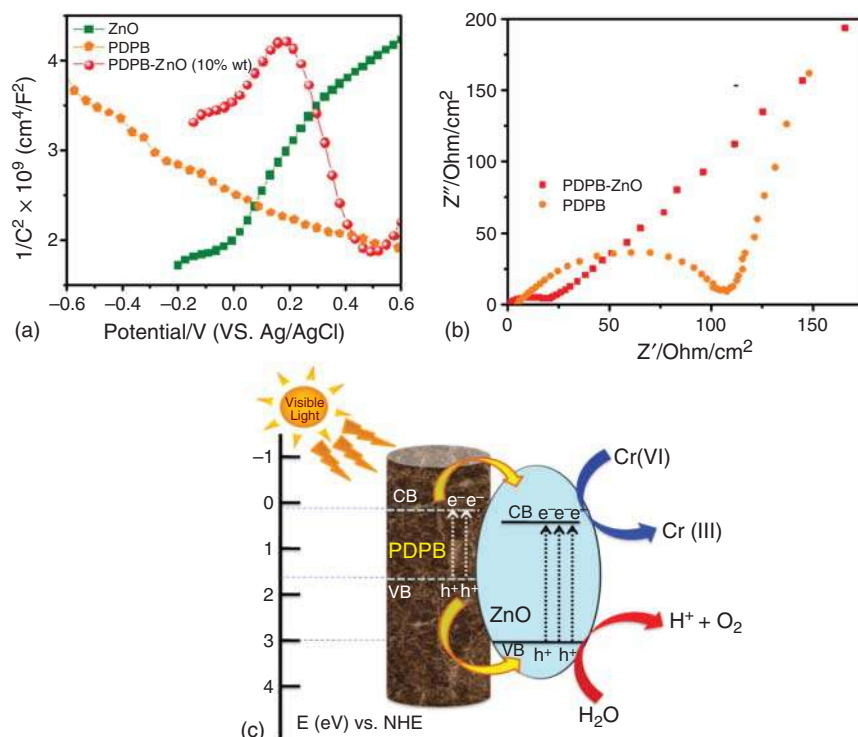 (a)
1/C² × 10⁹ (cm⁴/F²)
4
3
2
ZnO
PDPB
PDPB-ZnO (10% wt)
−0.6 −0.4 −0.2 0.0 0.2 0.4 0.6
Potential/V (VS. Ag/AgCl)
(b)
Z″/Ohm/cm²
200
150
100
50
0
PDPB-ZnO
PDPB
0 50 100 150
Z′/Ohm/cm²
(c)
Visible
Light
−1
0
1
2
3
4
E (eV) vs. NHE
CB e⁻e⁻
PDPB
VB h⁺h⁺
CB e⁻e⁻e⁻
ZnO
VB h⁺ h⁺
Cr(VI)
Cr (III)
H⁺ + O₂
H₂O